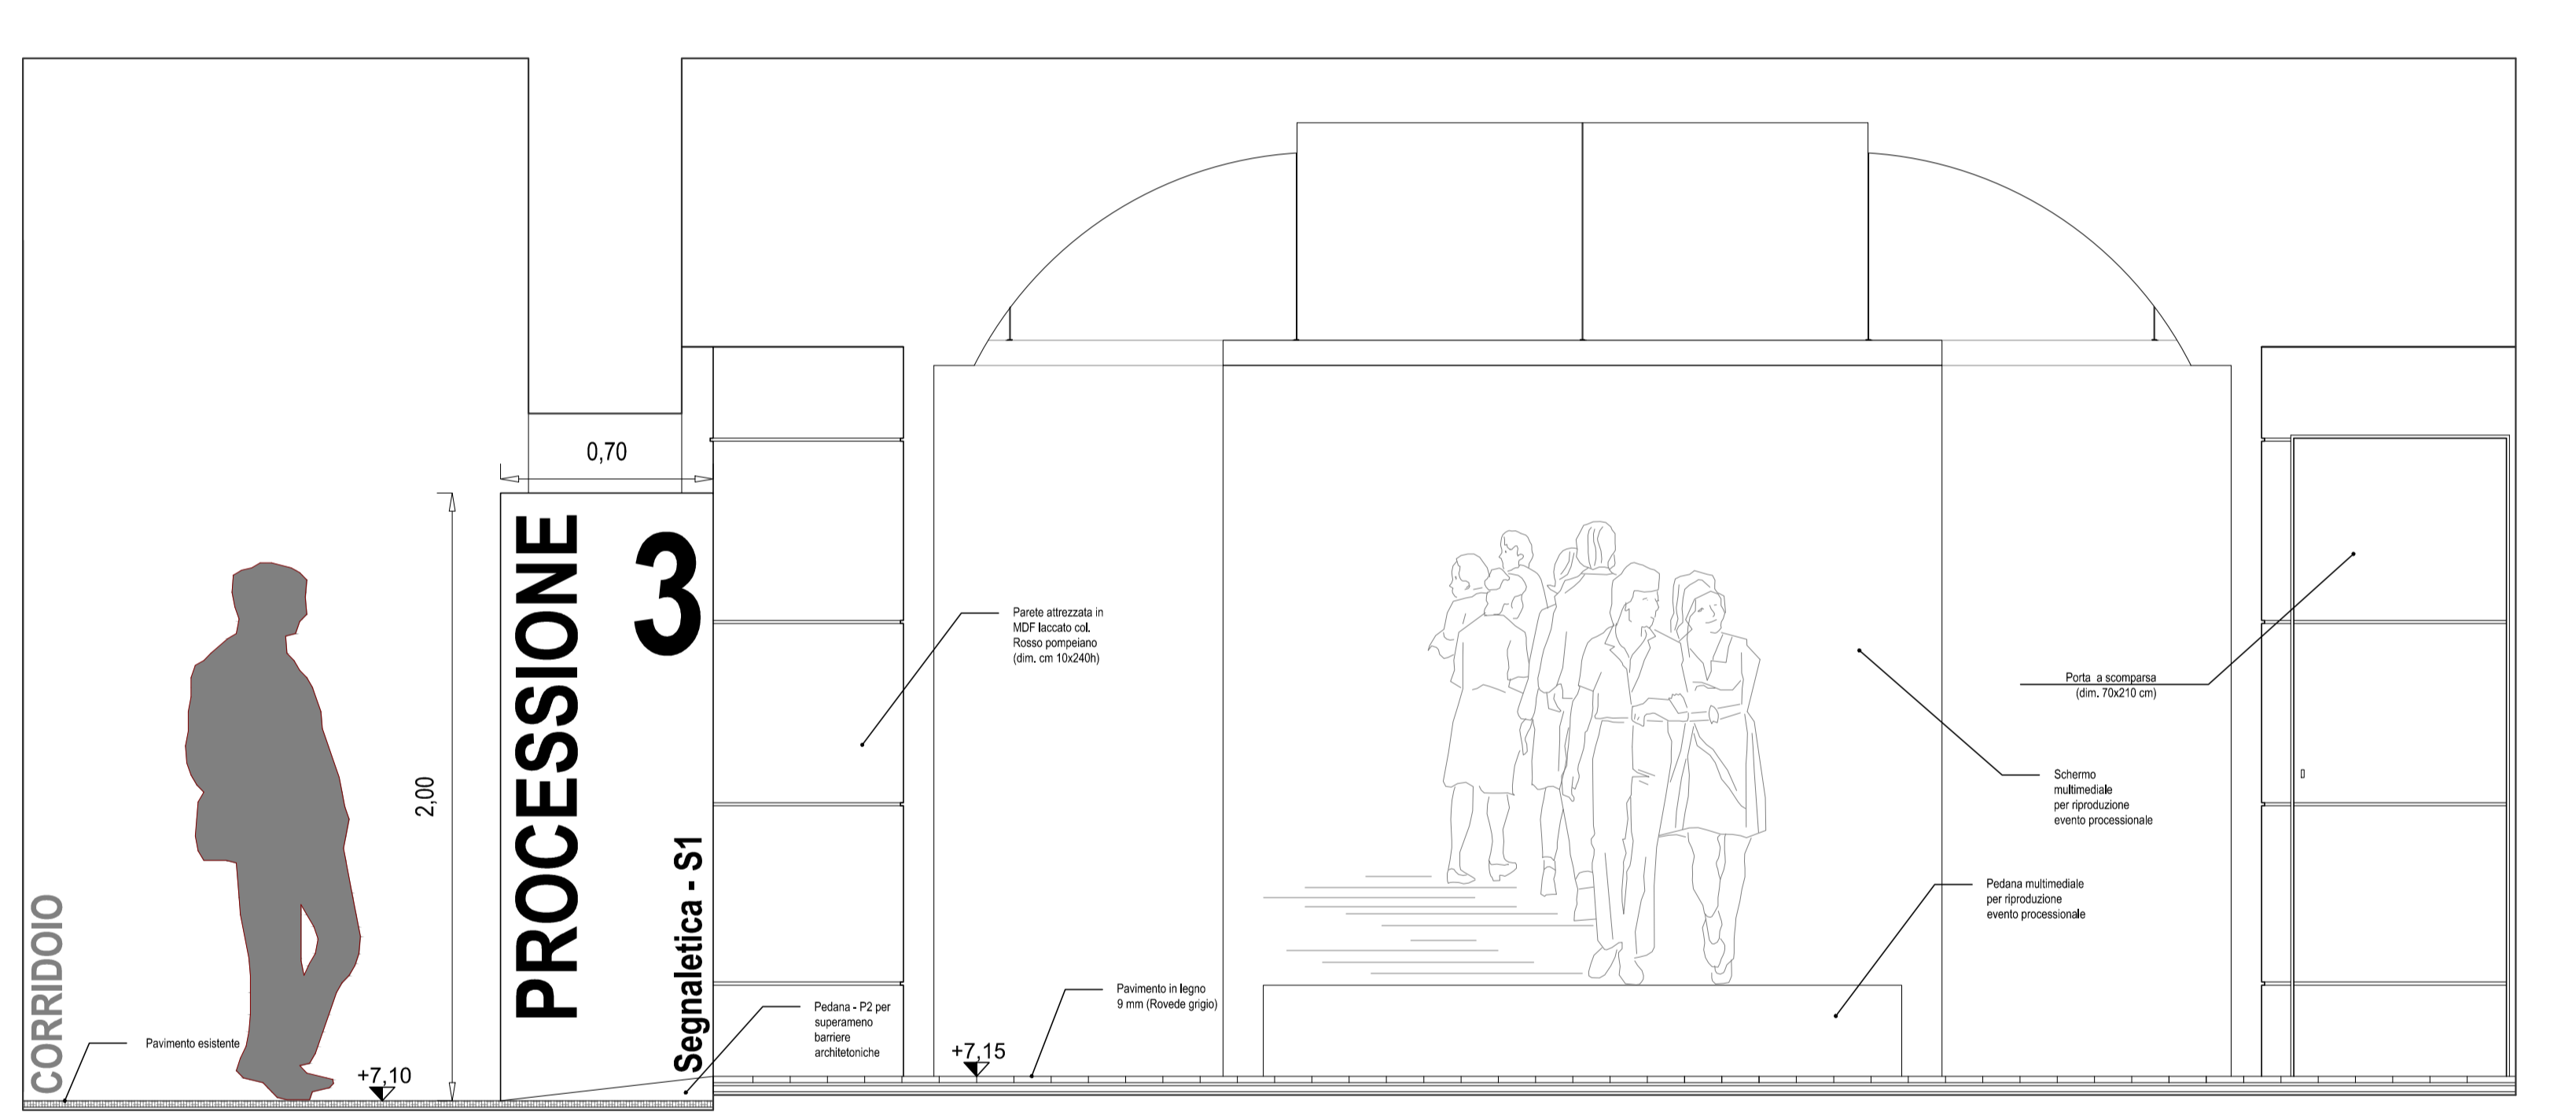 CORRIDOIO
Pavimento esistente
+7,10
2,00
0,70
PROCESSIONE
3
Segnaletica - S1
Pedana - P2 per
superameno
barriere
architetoniche
Parete attrezzata in
MDF laccato col.
Rosso pompeiano
(dim. cm 10x240h)
+7,15
Pavimento in legno
9 mm (Rovede grigio)
Porta a scomparsa
(dim. 70x210 cm)
Schermo
multimediale
per riproduzione
evento processionale
Pedana multimediale
per riproduzione
evento processionale